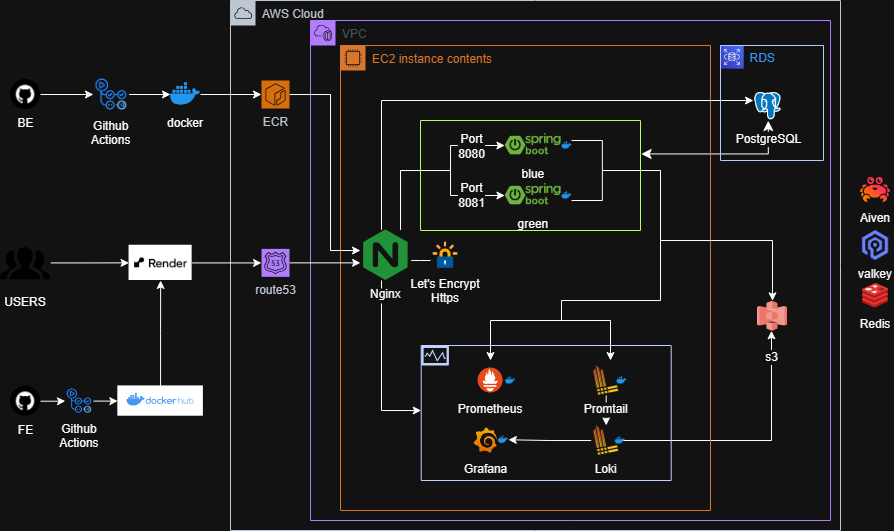 AWS Cloud
VPC
EC2 instance contents
RDS
BE
Github
Actions
docker
ECR
PostgreSQL
Port
8080
spring
boot
blue
Port
8081
spring
boot
green
Aiven
valkey
Redis
USERS
Render
53
route53
N
Nginx
Let's Encrypt
Https
s3
Prometheus
Promtail
Grafana
Loki
FE
Github
Actions
dockerhub